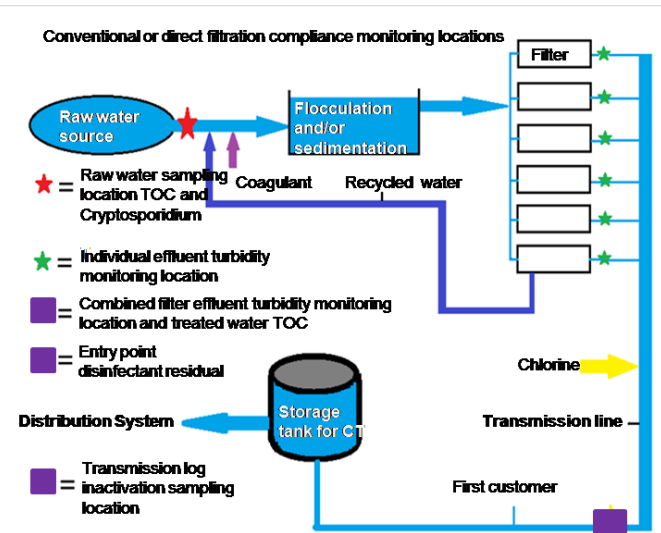 Conventional or direct filtration compliance monitoring locations
Filter
Raw water
source
Flocculation
and/or
sedimentation
Raw water sampling
location TOC and
Cryptosporidium
=
Coagulant
Recycled water
Individual effluent turbidity
monitoring location
=
Combined filter effluent turbidity monitoring
location and treated water TOC
=
Entry point
disinfectant residual
=
Chlorine
Storage
tank for CT
Distribution System
Transmission line
Transmission log
inactivation sampling
location
=
First customer